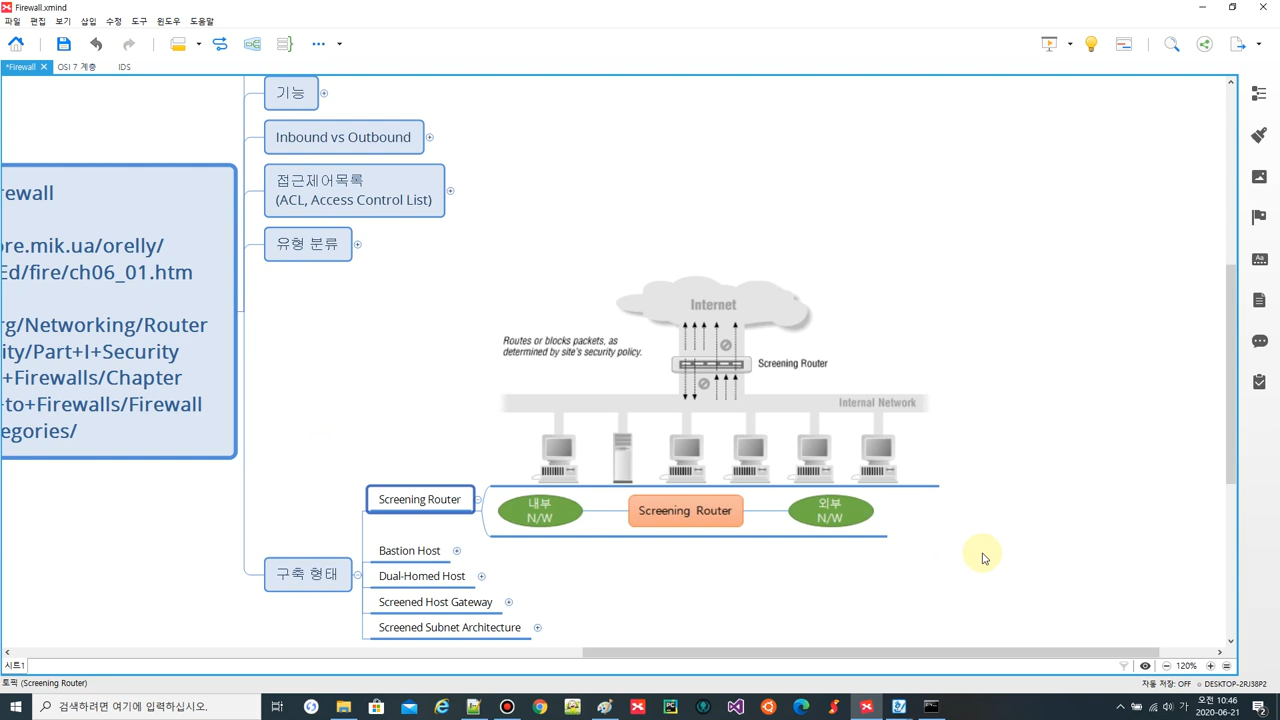 Firewall.xmind
파일 편집 보기 삽입 수정 도구 윈도우 도움말
*Firewall OSI 7 계층 IDS
기능
Inbound vs Outbound
접근제어목록
(ACL, Access Control List)
유형 분류
ewall
ore.mik.ua/orelly/
Ed/fire/ch06_01.htm
rg/Networking/Router
ity/Part+I+Security
+Firewalls/Chapter
-to+Firewalls/Firewall
egories/
Internet
Routes or blocks packets, as
determined by site's security policy.
Screening Router
Internal Network
Screening Router
내부
N/W
Screening Router
외부
N/W
Bastion Host
구축 형태
Dual-Homed Host
Screened Host Gateway
Screened Subnet Architecture
시트1
120%
토픽 (Screening Router)
자동 저장: OFF DESKTOP-2RJ38P2
검색하려면 여기에 입력하십시오.
가
오전 10:46
2020-06-21
2